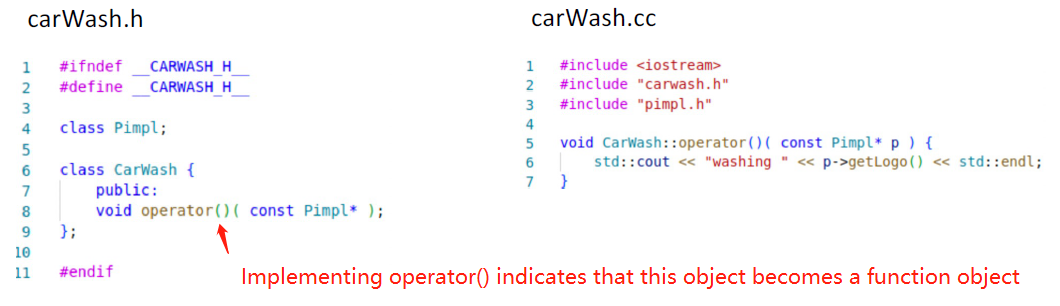 carWash.h
1 #ifndef __CARWASH_H__
2 #define __CARWASH_H__
3
4 class Pimpl;
5
6 class CarWash {
7 public:
8 void operator()( const Pimpl* );
9 };
10
11 #endif
carWash.cc
1 #include <iostream>
2 #include "carwash.h"
3 #include "pimpl.h"
4
5 void CarWash::operator()( const Pimpl* p ) {
6 std::cout << "washing " << p->getLogo() << std::endl;
7 }
Implementing operator() indicates that this object becomes a function object